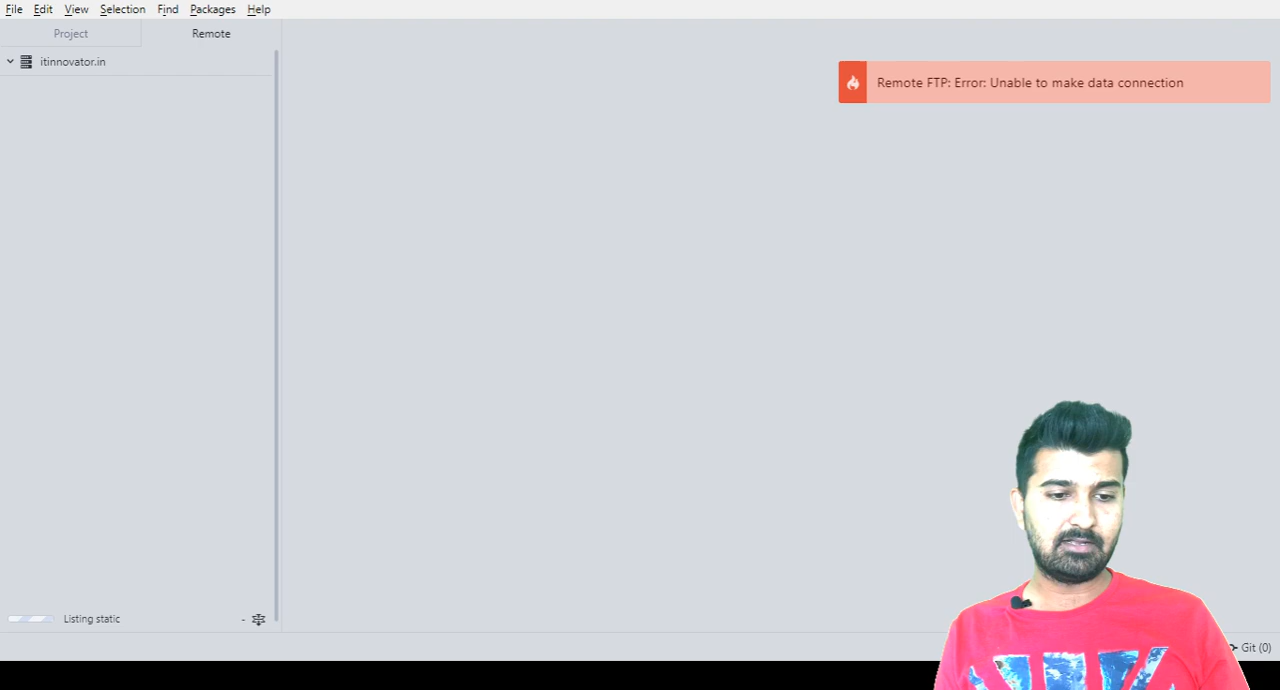 File Edit View Selection Find Packages Help
Project Remote
itinnovator.in
Remote FTP: Error: Unable to make data connection
Listing static -
Git (0)